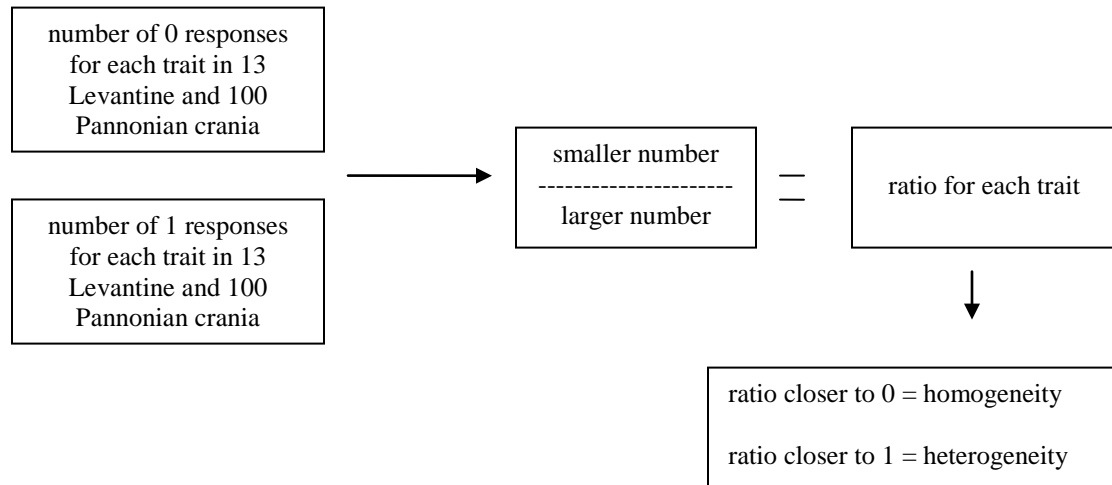 number of 0 responses
for each trait in 13
Levantine and 100
Pannonian crania
number of 1 responses
for each trait in 13
Levantine and 100
Pannonian crania
smaller number
----------------------
larger number
=
ratio for each trait
ratio closer to 0 = homogeneity
ratio closer to 1 = heterogeneity